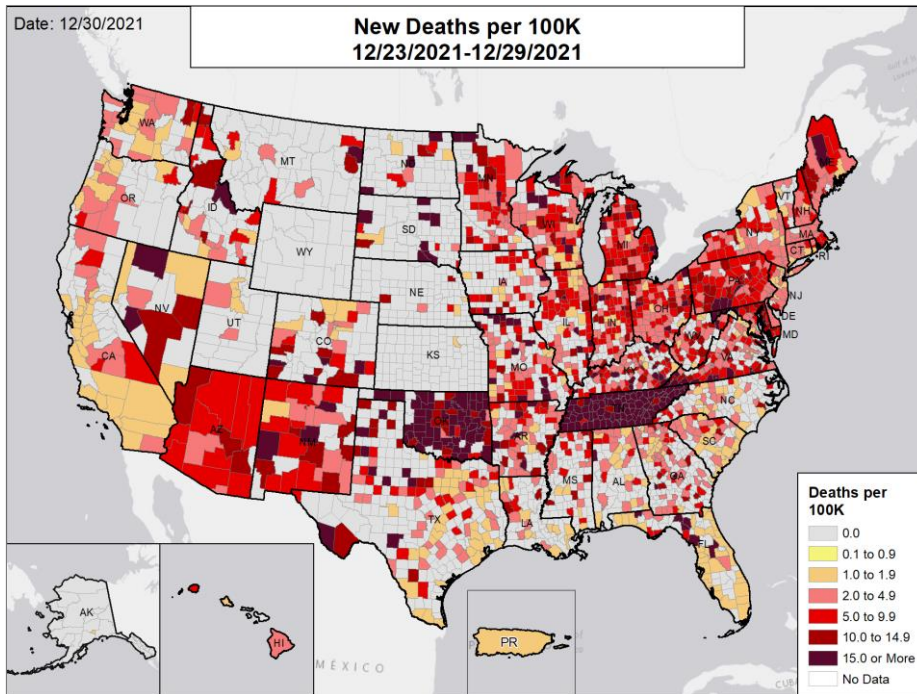 Date: 12/30/2021
New Deaths per 100K
12/23/2021-12/29/2021
WA
MT
ND
MN
ME
OR
ID
SD
WI
VT
NH
WY
MI
NY
MA
CT
RI
IA
NE
PA
NJ
NV
UT
IL
IN
OH
DE
MD
CO
WV
VA
CA
KS
MO
KY
NC
TN
OK
AZ
NM
AR
SC
MS
AL
GA
TX
LA
FL
AK
HI
PR
MÉXICO
Deaths per
100K
0.0
0.1 to 0.9
1.0 to 1.9
2.0 to 4.9
5.0 to 9.9
10.0 to 14.9
15.0 or More
No Data